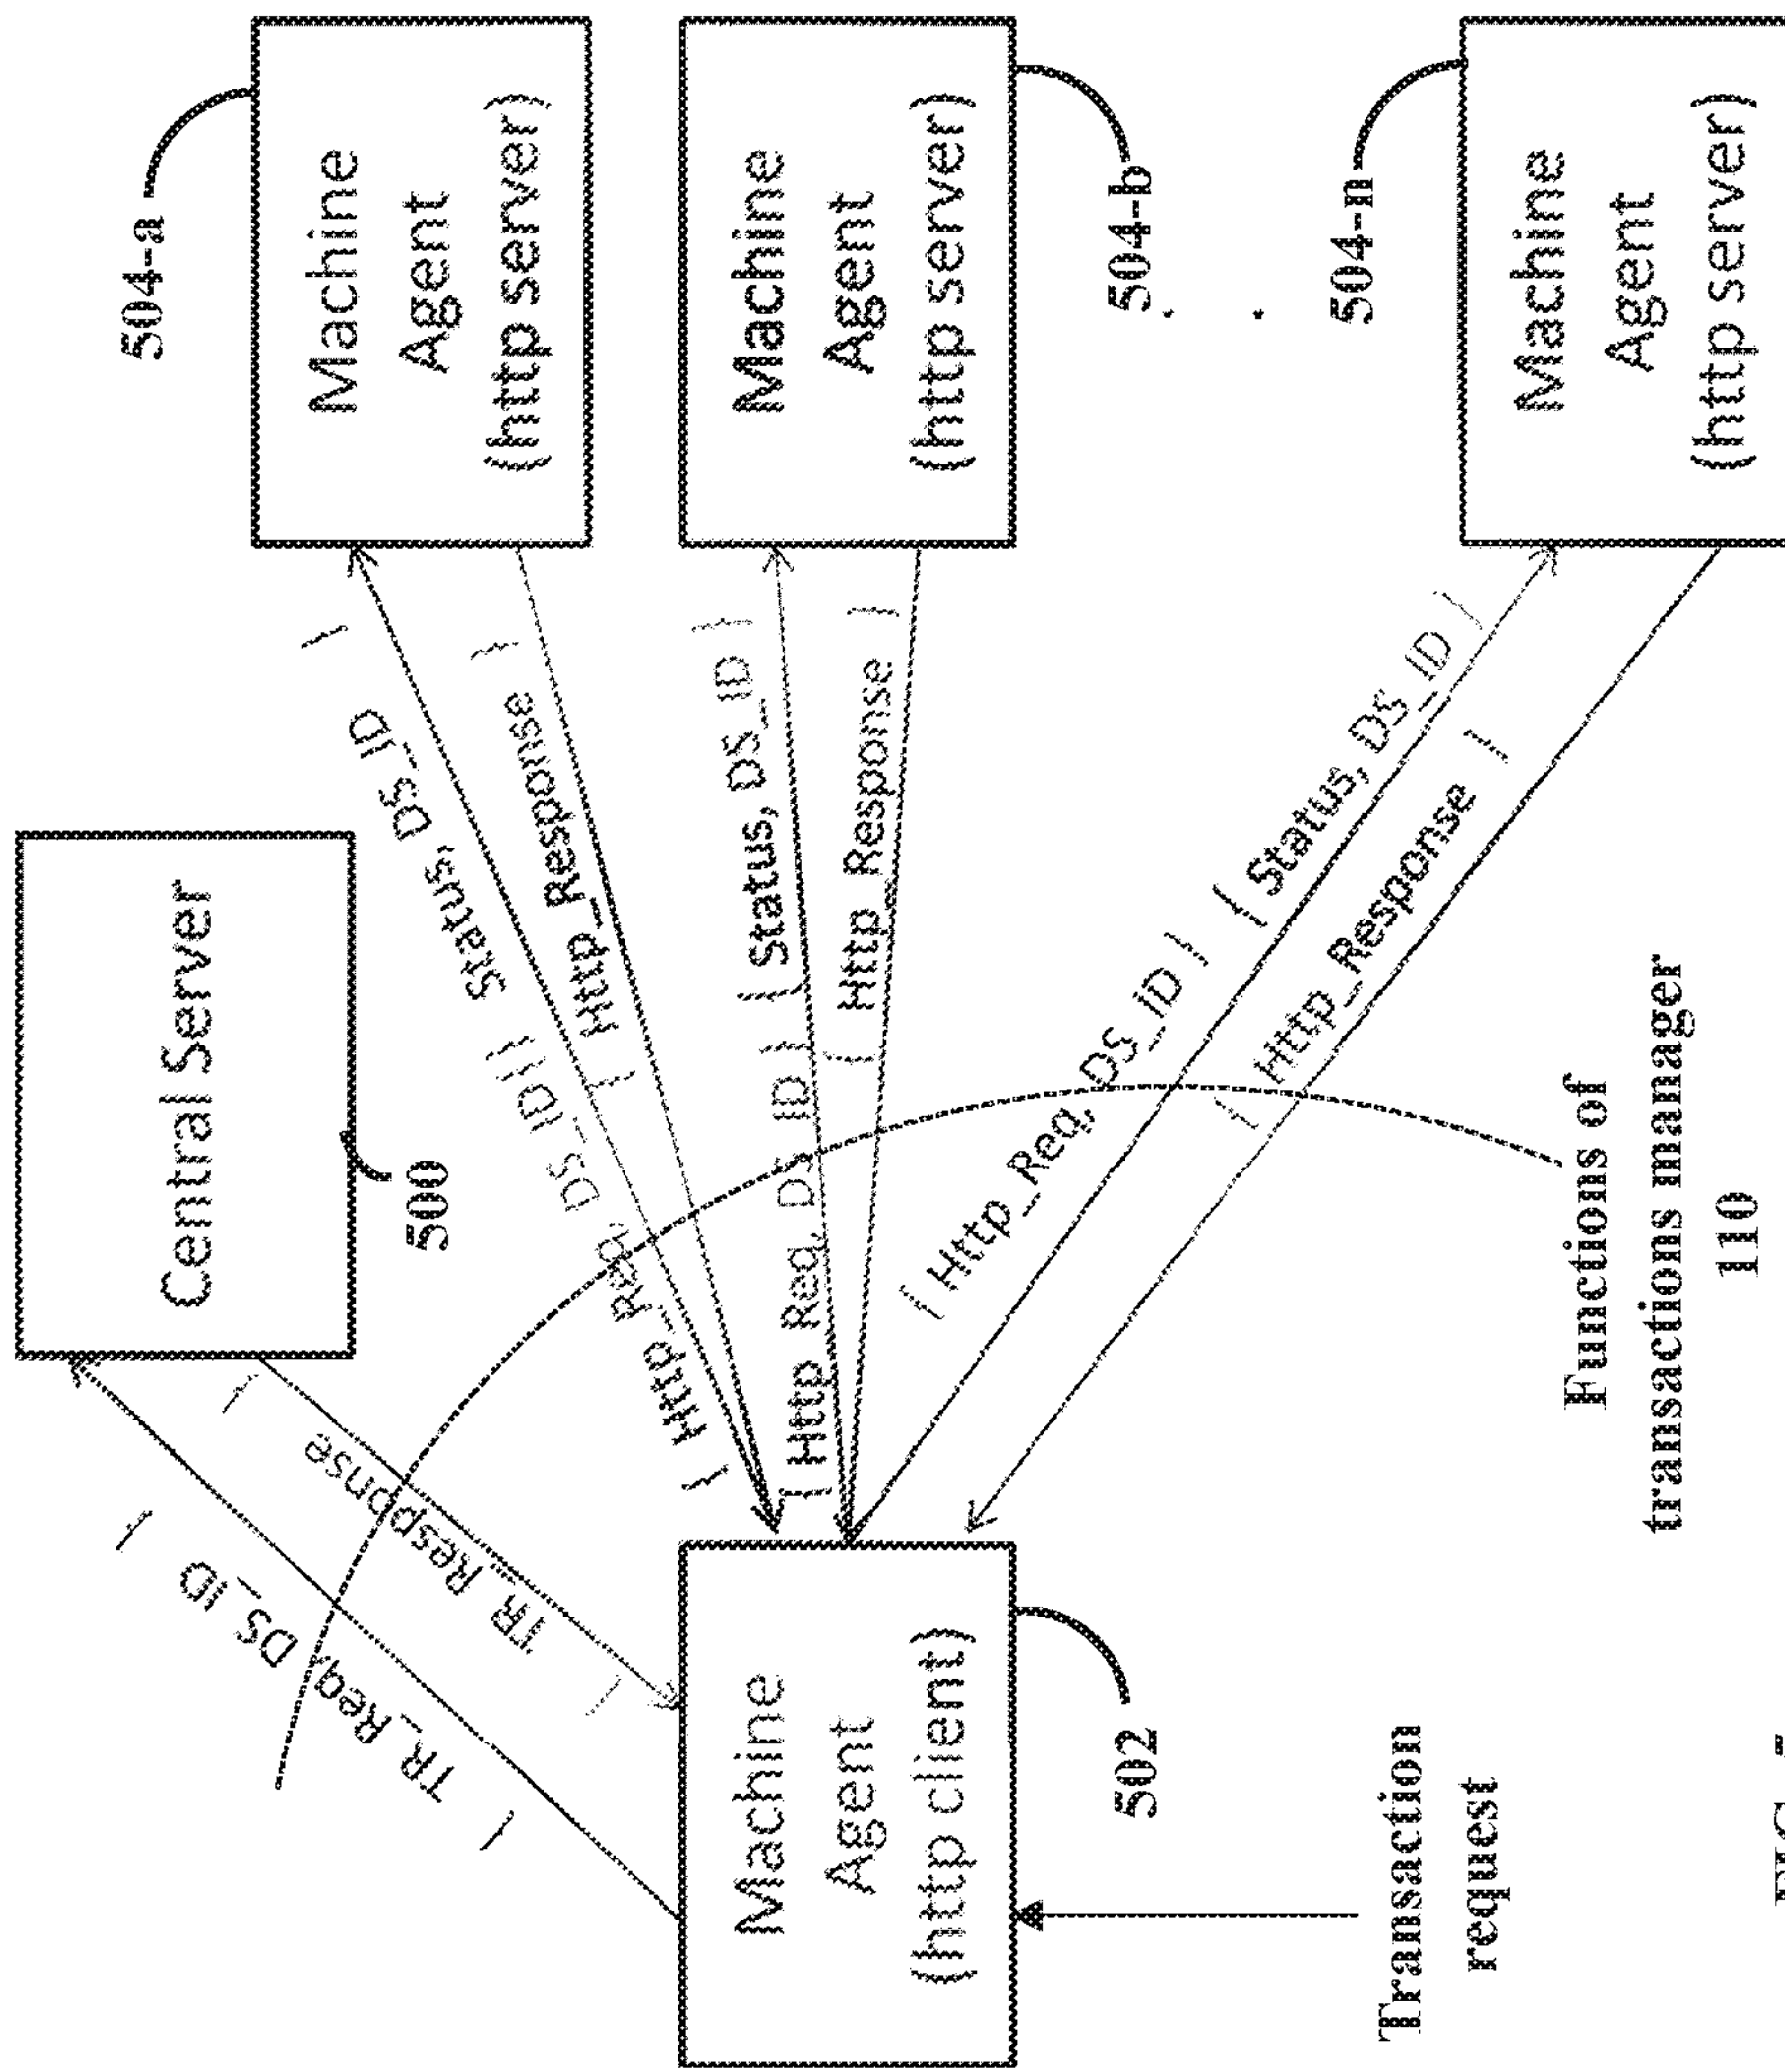 Central Server
500
{ TR_Req, DS_ID }
{ TR_Response }
Machine
Agent
(http client)
502
Transaction
request
{ Http_Req, DS_ID} { Status, DS_ID }
{ Http_Response }
{ Http_Req, DS_ID } { Status, DS_ID }
{ Http_Response }
{ Http_Req, DS_ID } { Status, DS_ID }
{ Http_Response }
504-a
Machine
Agent
(http server)
Machine
Agent
(http server)
504-b
. .
504-n
Machine
Agent
(http server)
Functions of
transactions manager
110